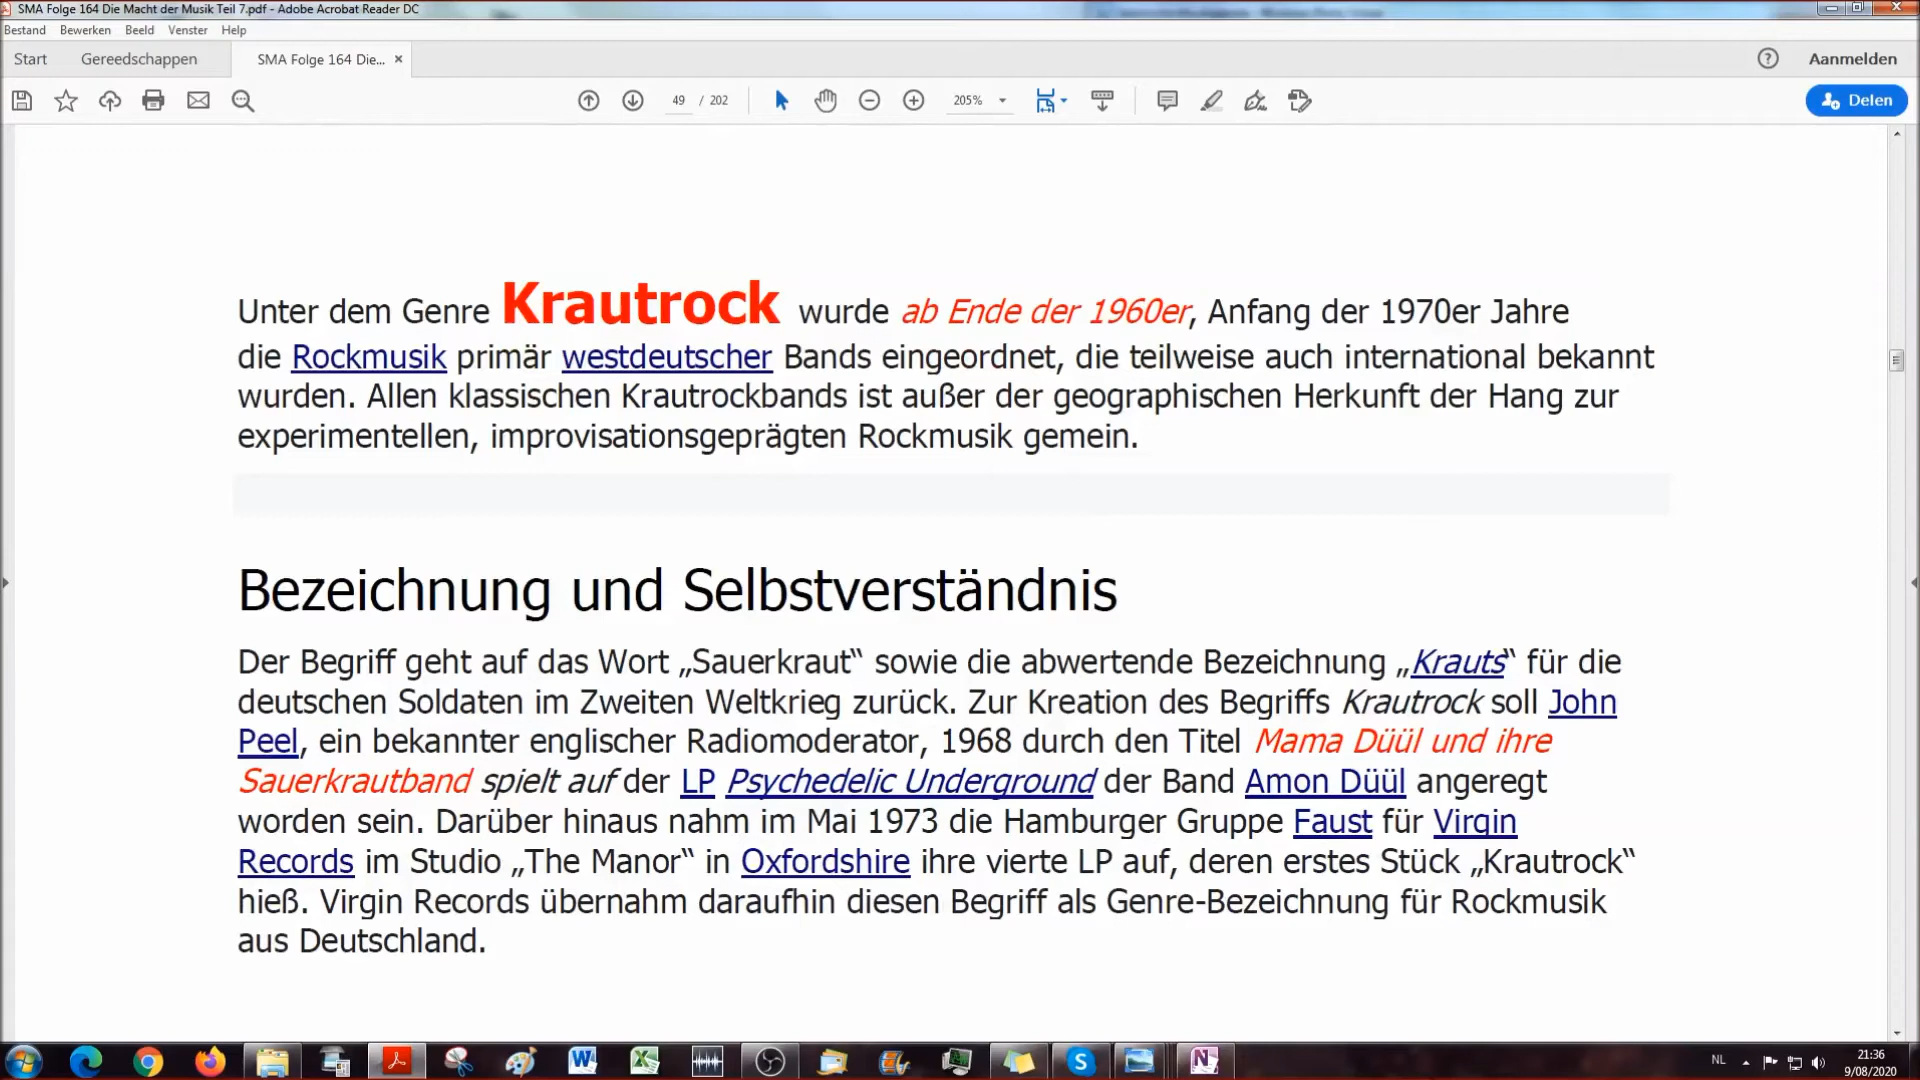 SMA Folge 164 Die Macht der Musik Teil 7.pdf - Adobe Acrobat Reader DC
Bestand Bewerken Beeld Venster Help
Start Gereedschappen SMA Folge 164 Die... × Aanmelden
49 / 202 205% Delen
Unter dem Genre Krautrock wurde ab Ende der 1960er, Anfang der 1970er Jahre
die Rockmusik primär westdeutscher Bands eingeordnet, die teilweise auch international bekannt
wurden. Allen klassischen Krautrockbands ist außer der geographischen Herkunft der Hang zur
experimentellen, improvisationsgeprägten Rockmusik gemein.
Bezeichnung und Selbstverständnis
Der Begriff geht auf das Wort „Sauerkraut“ sowie die abwertende Bezeichnung „Krauts“ für die
deutschen Soldaten im Zweiten Weltkrieg zurück. Zur Kreation des Begriffs Krautrock soll John
Peel, ein bekannter englischer Radiomoderator, 1968 durch den Titel Mama Düül und ihre
Sauerkrautband spielt auf der LP Psychedelic Underground der Band Amon Düül angeregt
worden sein. Darüber hinaus nahm im Mai 1973 die Hamburger Gruppe Faust für Virgin
Records im Studio „The Manor“ in Oxfordshire ihre vierte LP auf, deren erstes Stück „Krautrock“
hieß. Virgin Records übernahm daraufhin diesen Begriff als Genre-Bezeichnung für Rockmusik
aus Deutschland.
NL 21:36
9/08/2020